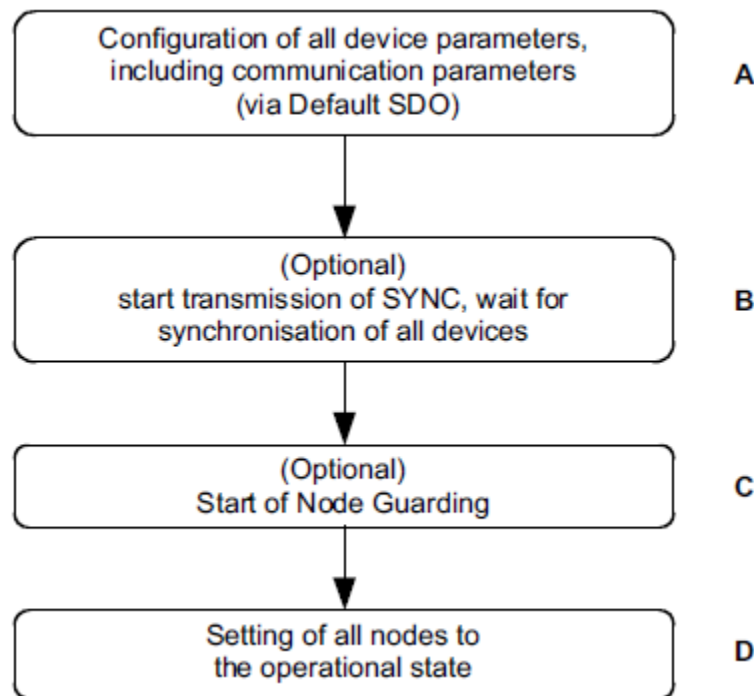 Configuration of all device parameters,
including communication parameters
(via Default SDO)
A
(Optional)
start transmission of SYNC, wait for
synchronisation of all devices
B
(Optional)
Start of Node Guarding
C
Setting of all nodes to
the operational state
D